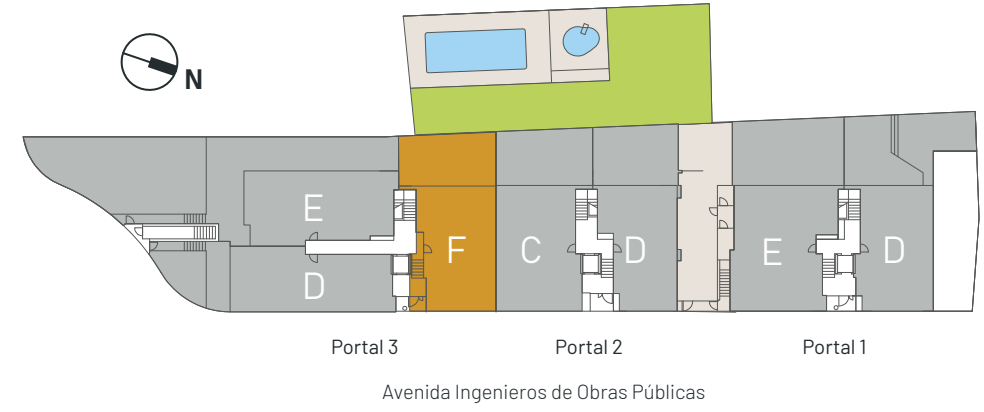 N
E
F
C
D
E
D
D
Portal 3
Portal 2
Portal 1
Avenida Ingenieros de Obras Públicas